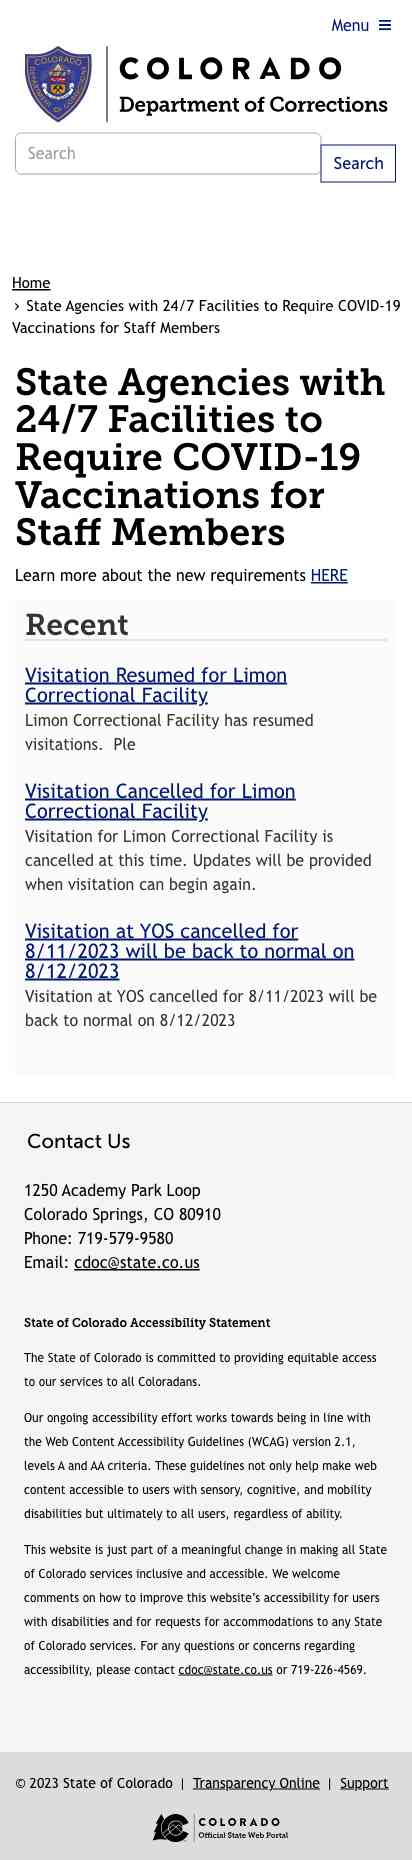 Menu
COLORADO
Department of Corrections
Search
Search
Home
› State Agencies with 24/7 Facilities to Require COVID-19
Vaccinations for Staff Members
State Agencies with
24/7 Facilities to
Require COVID-19
Vaccinations for
Staff Members
Learn more about the new requirements HERE
Recent
Visitation Resumed for Limon
Correctional Facility
Limon Correctional Facility has resumed
visitations.  Ple
Visitation Cancelled for Limon
Correctional Facility
Visitation for Limon Correctional Facility is
cancelled at this time. Updates will be provided
when visitation can begin again.
Visitation at YOS cancelled for
8/11/2023 will be back to normal on
8/12/2023
Visitation at YOS cancelled for 8/11/2023 will be
back to normal on 8/12/2023
Contact Us
1250 Academy Park Loop
Colorado Springs, CO 80910
Phone: 719-579-9580
Email: cdoc@state.co.us
State of Colorado Accessibility Statement
The State of Colorado is committed to providing equitable access
to our services to all Coloradans.
Our ongoing accessibility effort works towards being in line with
the Web Content Accessibility Guidelines (WCAG) version 2.1,
levels A and AA criteria. These guidelines not only help make web
content accessible to users with sensory, cognitive, and mobility
disabilities but ultimately to all users, regardless of ability.
This website is just part of a meaningful change in making all State
of Colorado services inclusive and accessible. We welcome
comments on how to improve this website's accessibility for users
with disabilities and for requests for accommodations to any State
of Colorado services. For any questions or concerns regarding
accessibility, please contact cdoc@state.co.us or 719-226-4569.
© 2023 State of Colorado | Transparency Online | Support
COLORADO
Official State Web Portal